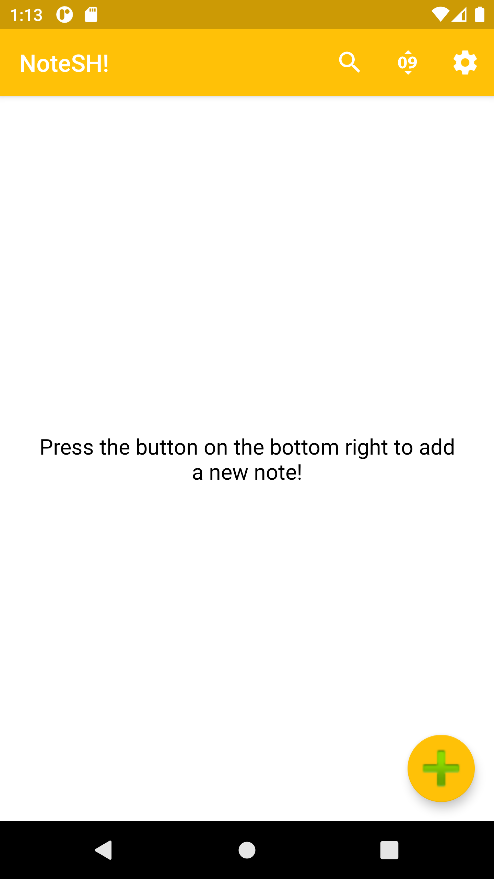 1:13
NoteSH!
09
Press the button on the bottom right to add
a new note!